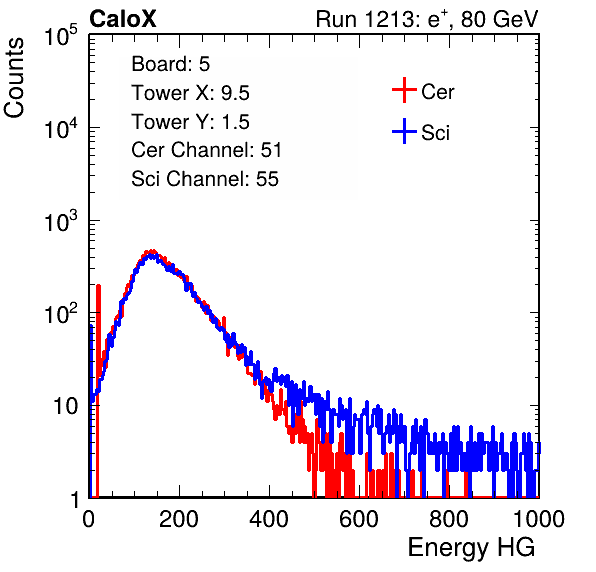 CaloX Run 1213: e⁺, 80 GeV
Counts
Board: 5
Tower X: 9.5
Tower Y: 1.5
Cer Channel: 51
Sci Channel: 55
Cer
Sci
10⁵
10⁴
10³
10²
10
1
0 200 400 600 800 1000
Energy HG